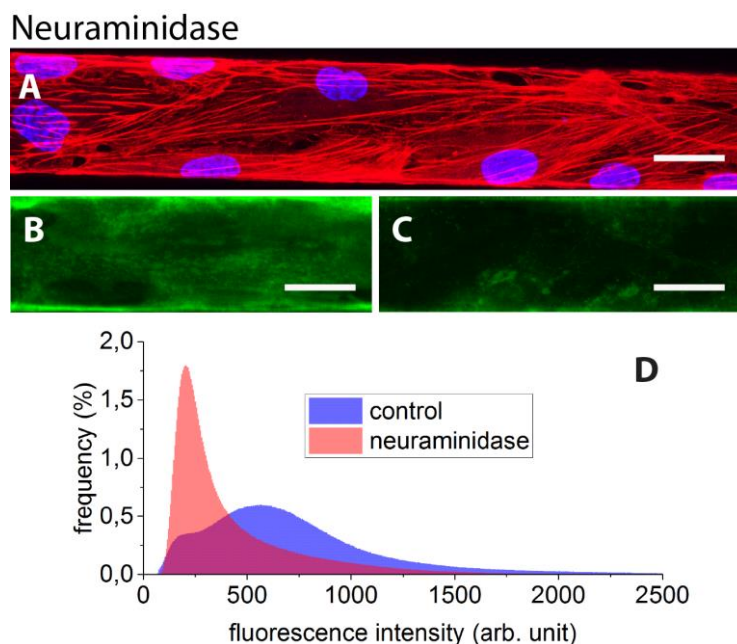 Neuraminidase
A
B
C
D
2,0
1,5
1,0
0,5
0,0
frequency (%)
control
neuraminidase
0
500
1000
1500
2000
2500
fluorescence intensity (arb. unit)